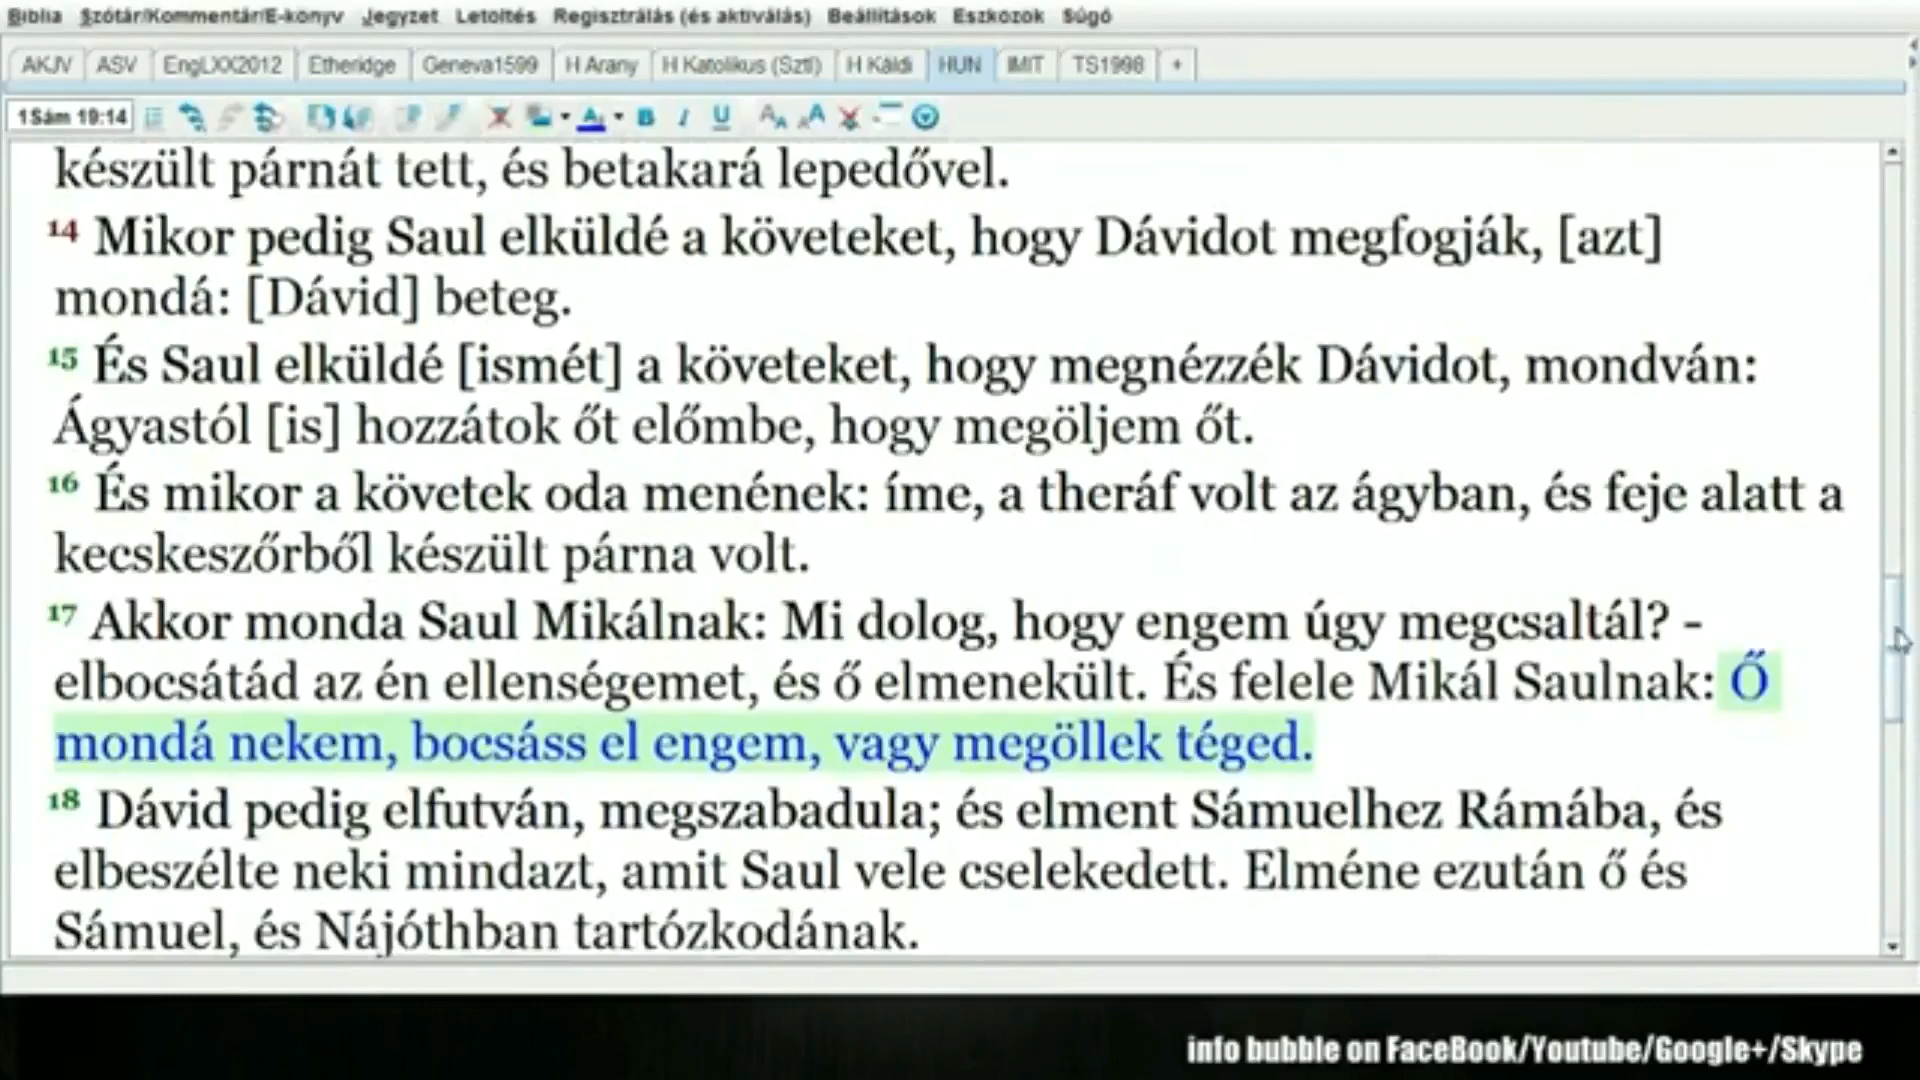 Biblia Szótár/Kommentár/E-könyv Jegyzet Letöltés Regisztrálás (és aktiválás) Beállítások Eszközök Súgó
AKJV ASV EngLXX2012 Etheridge Geneva1599 H Arany H Katolikus (SztI) H Káldi HUN IMIT TS1998 +
1Sám 19:14 B I U
készült párnát tett, és betakará lepedővel.
14 Mikor pedig Saul elküldé a követeket, hogy Dávidot megfogják, [azt]
mondá: [Dávid] beteg.
15 És Saul elküldé [ismét] a követeket, hogy megnézzék Dávidot, mondván:
Ágyastól [is] hozzátok őt előmbe, hogy megöljem őt.
16 És mikor a követek oda menének: íme, a theráf volt az ágyban, és feje alatt a
kecskeszőrből készült párna volt.
17 Akkor monda Saul Mikálnak: Mi dolog, hogy engem úgy megcsaltál? -
elbocsátád az én ellenségemet, és ő elmenekült. És felele Mikál Saulnak: Ő
mondá nekem, bocsáss el engem, vagy megöllek téged.
18 Dávid pedig elfutván, megszabadula; és elment Sámuelhez Rámába, és
elbeszélte neki mindazt, amit Saul vele cselekedett. Elméne ezután ő és
Sámuel, és Nájóthban tartózkodának.
info bubble on FaceBook/Youtube/Google+/Skype